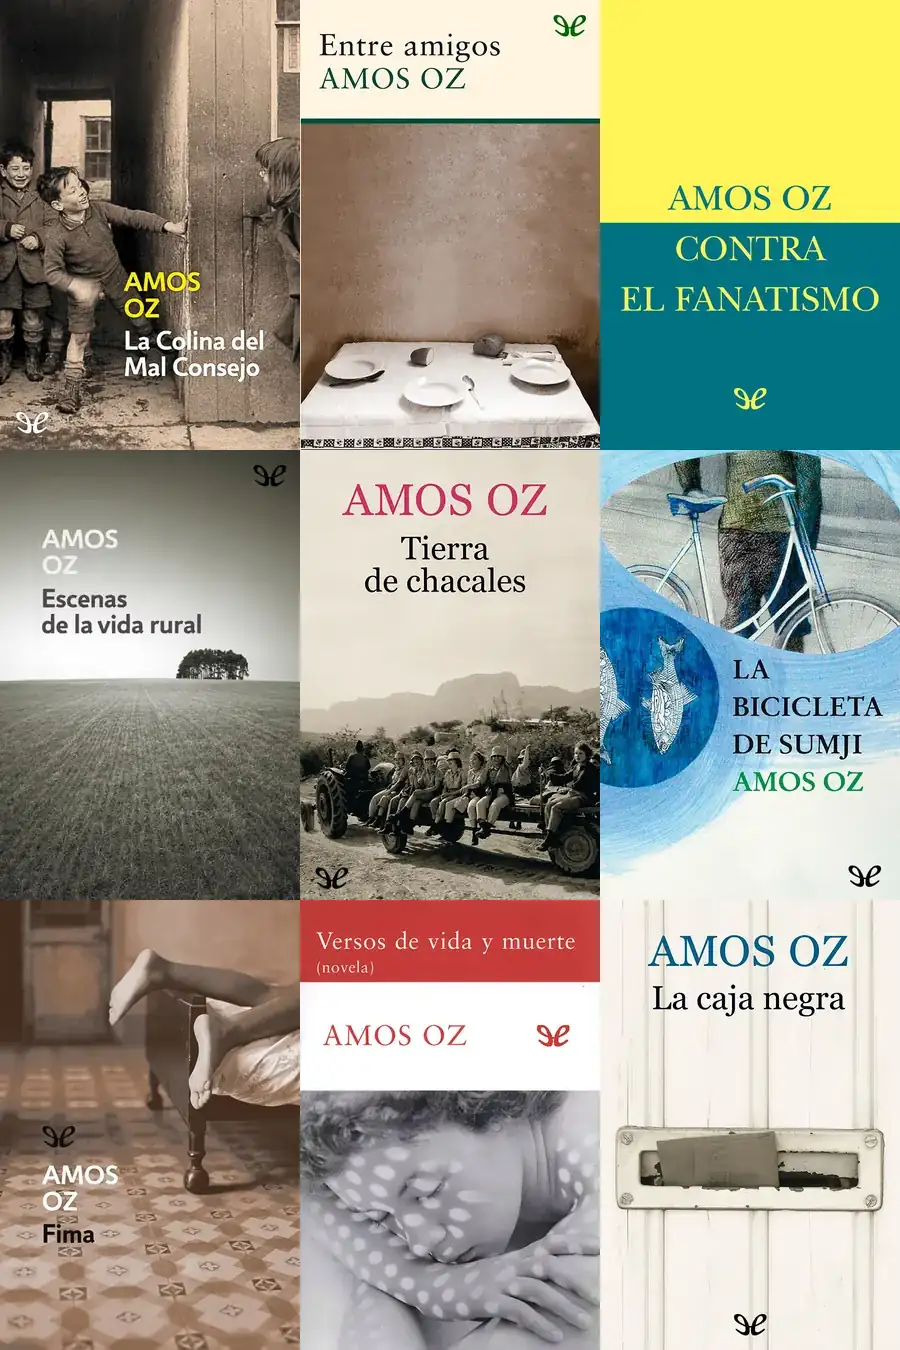 AMOS
OZ
La Colina del
Mal Consejo
Entre amigos
AMOS OZ
AMOS OZ
CONTRA
EL FANATISMO
AMOS
OZ
Escenas
de la vida rural
AMOS OZ
Tierra
de chacales
LA
BICICLETA
DE SUMJI
AMOS OZ
AMOS
OZ
Fima
Versos de vida y muerte
(novela)
AMOS OZ
AMOS OZ
La caja negra